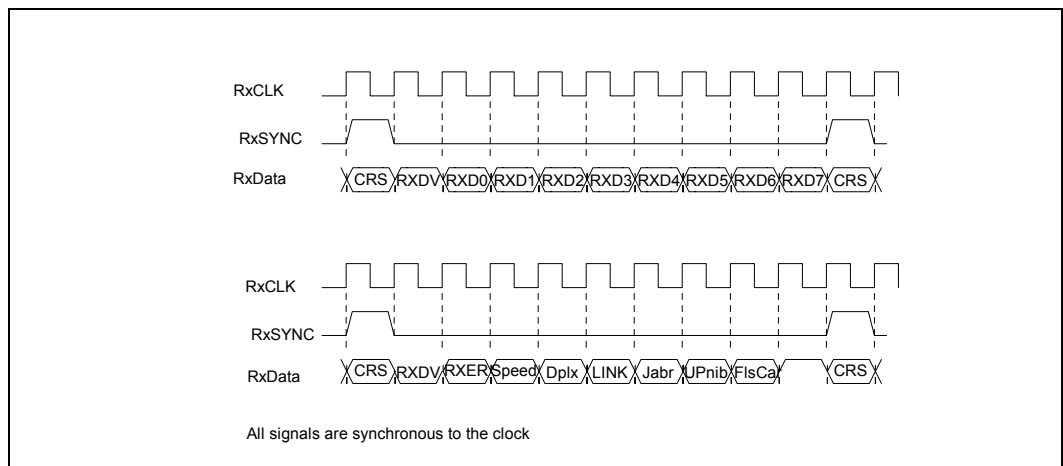 RxCLK
RxSYNC
RxData CRS RXDV RXD0 RXD1 RXD2 RXD3 RXD4 RXD5 RXD6 RXD7 CRS
RxCLK
RxSYNC
RxData CRS RXDV RXER Speed Dplx LINK Jabr UPnib FlsCa CRS
All signals are synchronous to the clock